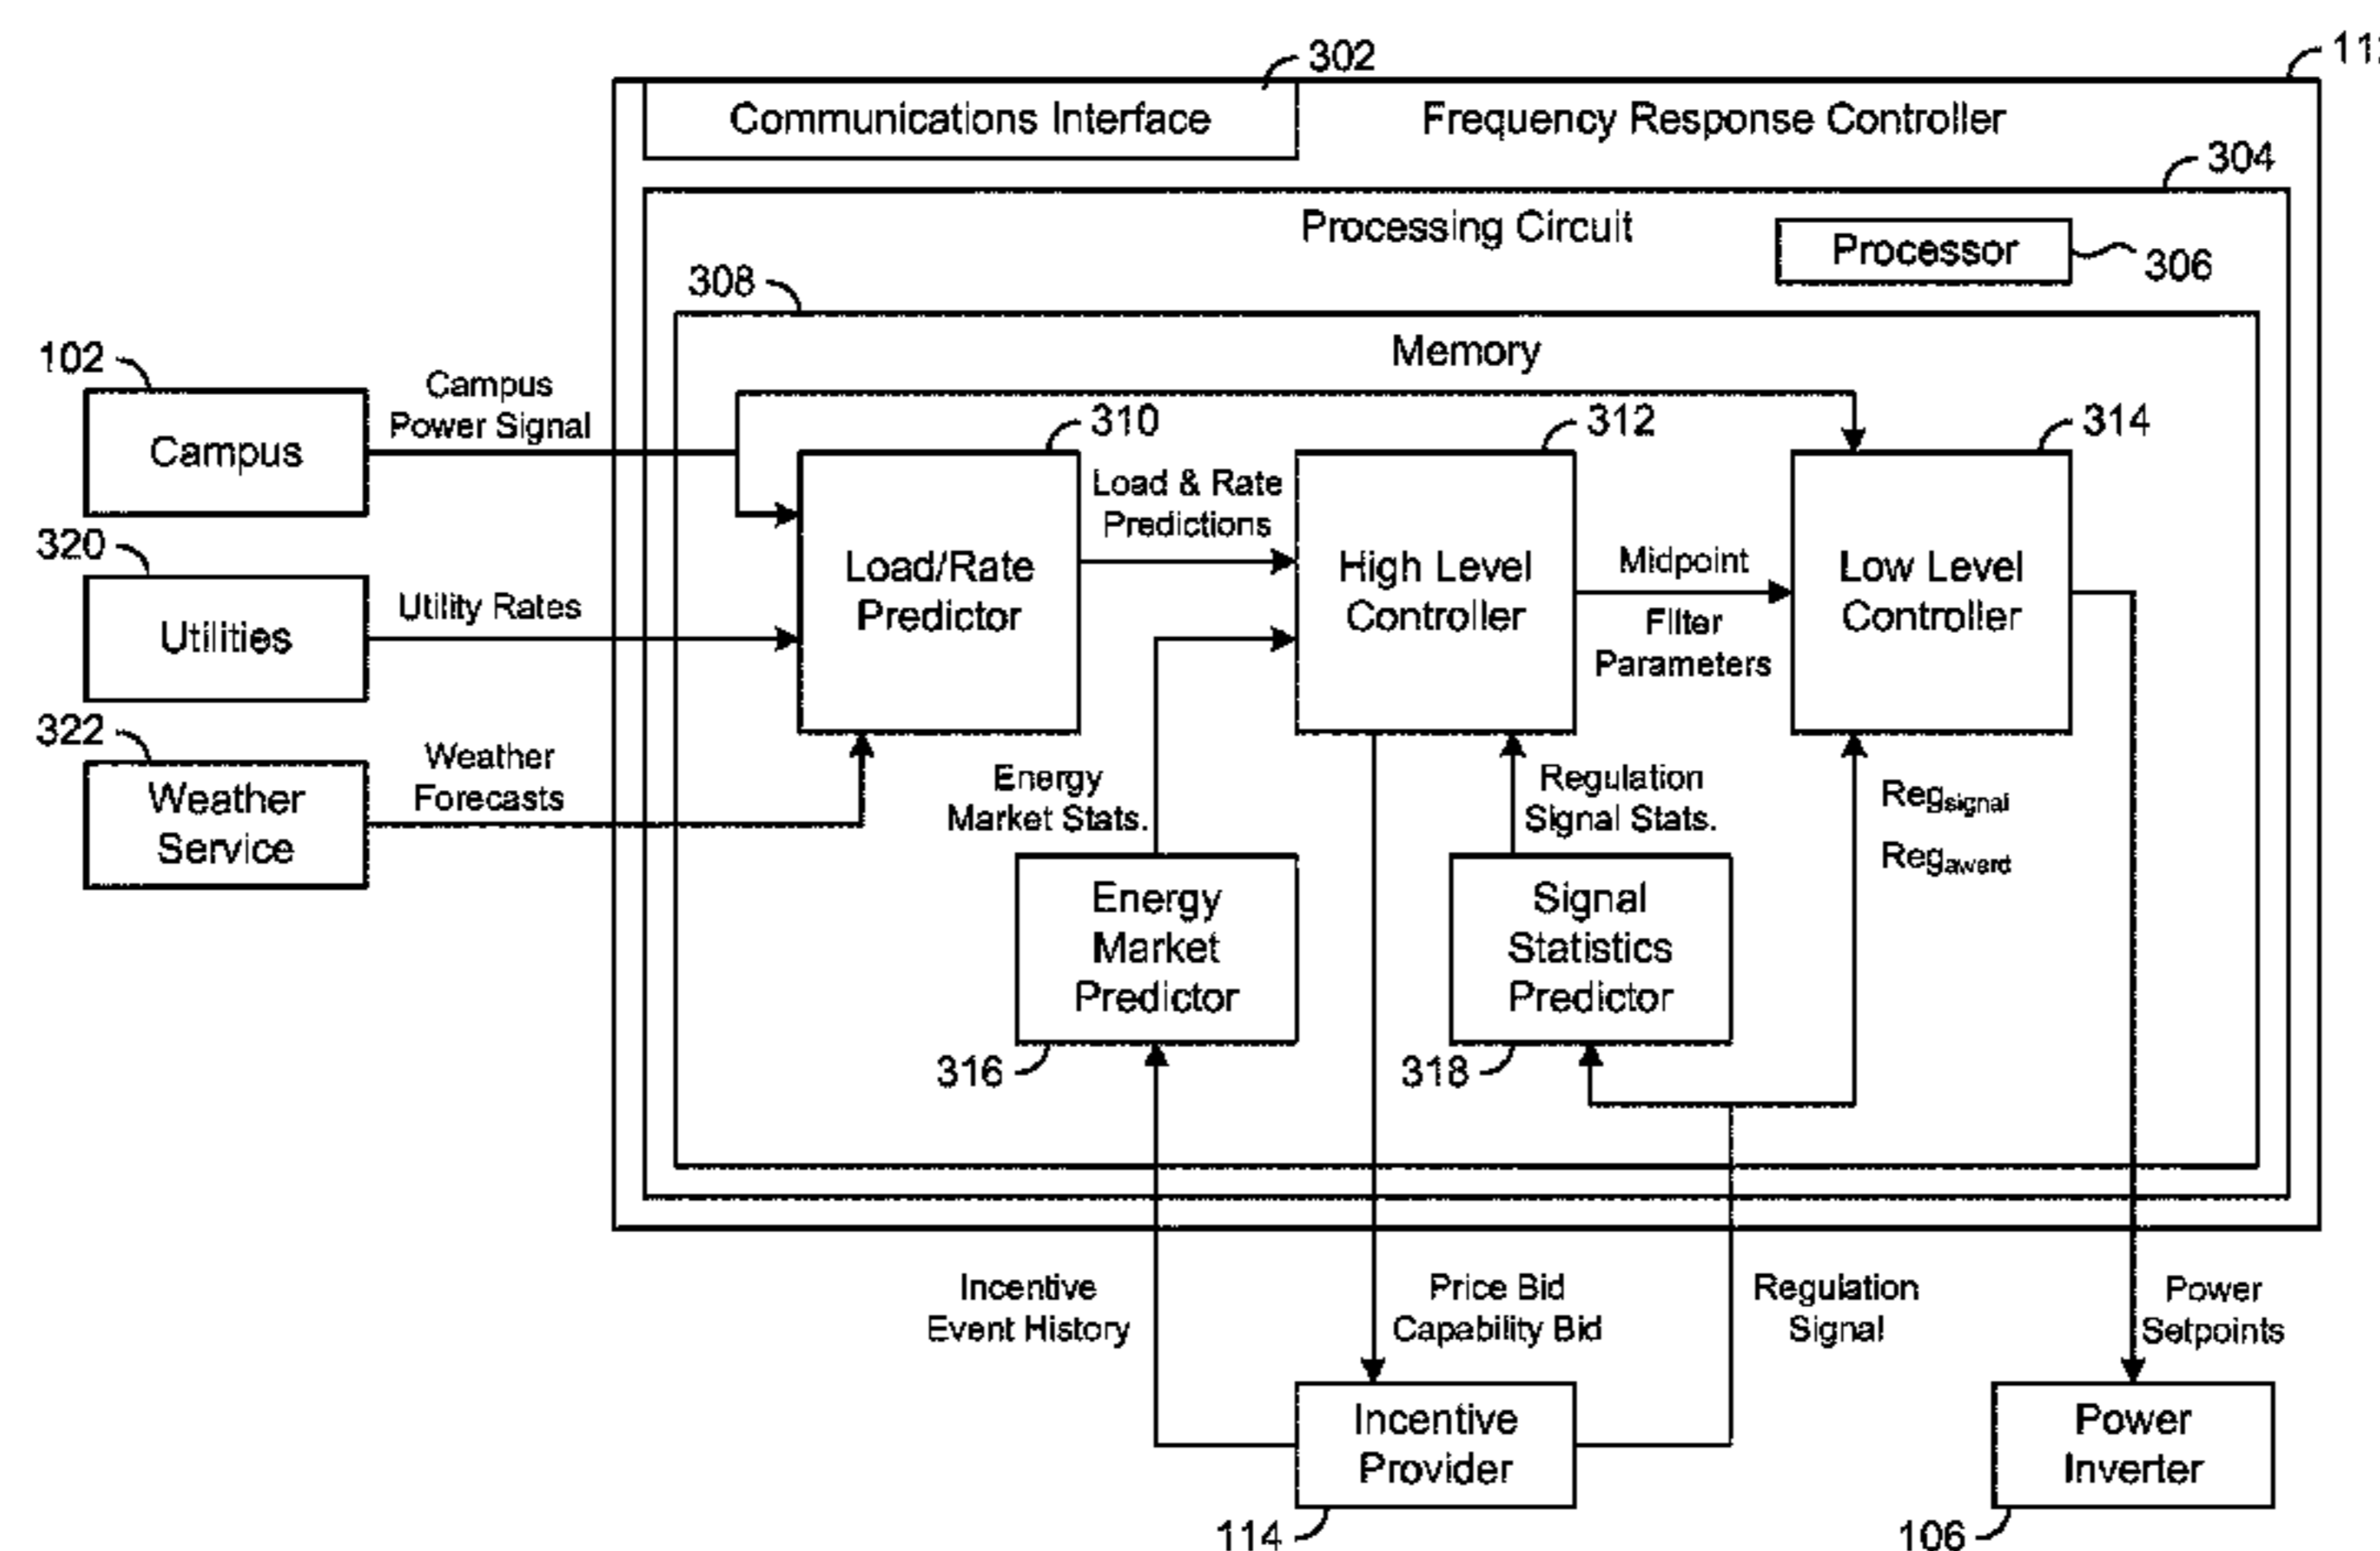 302
Communications Interface
Frequency Response Controller
304
Processing Circuit
Processor
306
308
Memory
102
Campus
Campus
Power Signal
310
Load/Rate
Predictor
Load & Rate
Predictions
312
High Level
Controller
Midpoint
Filter
Parameters
314
Low Level
Controller
320
Utilities
Utility Rates
322
Weather
Service
Weather
Forecasts
Energy
Market Stats.
Regulation
Signal Stats.
Regsignal
Regaward
Energy
Market
Predictor
316
Signal
Statistics
Predictor
318
Incentive
Event History
Price Bid
Capability Bid
Regulation
Signal
Power
Setpoints
Incentive
Provider
114
Power
Inverter
106